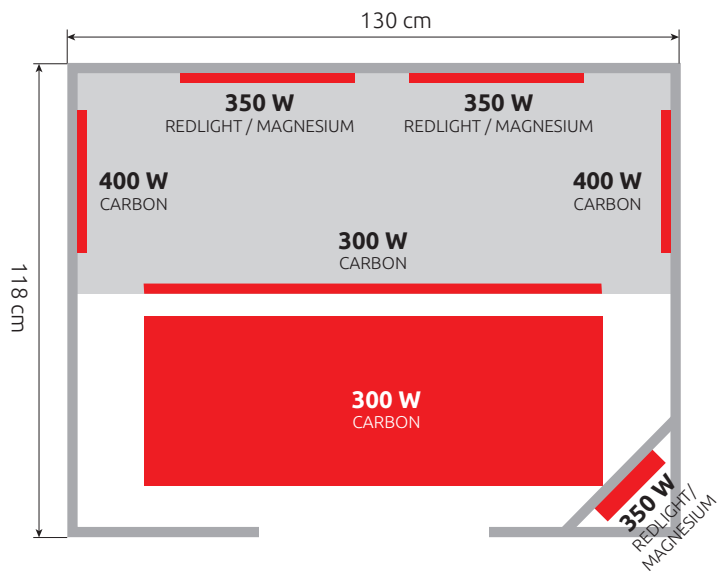 130 cm
350 W
REDLIGHT / MAGNESIUM
350 W
REDLIGHT / MAGNESIUM
400 W
CARBON
400 W
CARBON
300 W
CARBON
118 cm
300 W
CARBON
350 W
REDLIGHT/
MAGNESIUM